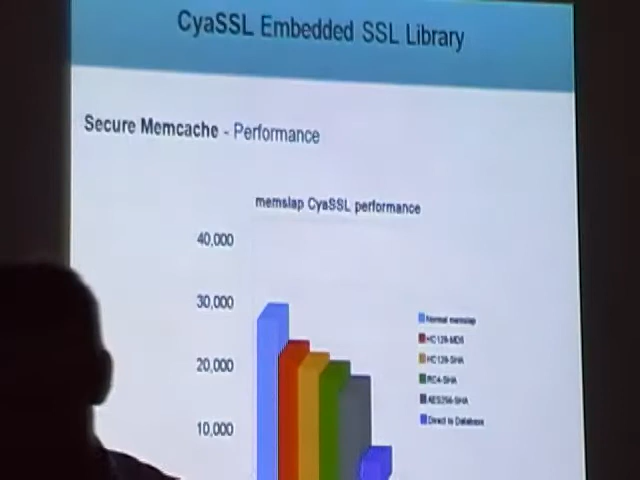 CyaSSL Embedded SSL Library
Secure Memcache - Performance
memslap CyaSSL performance
40,000
30,000
20,000
10,000
Normal memslap
HC128-MD5
HC128-SHA
RC4-SHA
AES256-SHA
Direct to Database